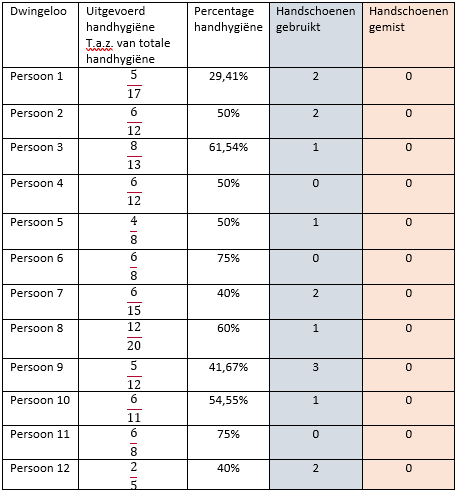 Dwingeloo | Uitgevoerd handhygiëne T.a.z. van totale handhygiëne | Percentage handhygiëne | Handschoenen gebruikt | Handschoenen gemist
Persoon 1 | 5/17 | 29,41% | 2 | 0
Persoon 2 | 6/12 | 50% | 2 | 0
Persoon 3 | 8/13 | 61,54% | 1 | 0
Persoon 4 | 6/12 | 50% | 0 | 0
Persoon 5 | 4/8 | 50% | 1 | 0
Persoon 6 | 6/8 | 75% | 0 | 0
Persoon 7 | 6/15 | 40% | 2 | 0
Persoon 8 | 12/20 | 60% | 1 | 0
Persoon 9 | 5/12 | 41,67% | 3 | 0
Persoon 10 | 6/11 | 54,55% | 1 | 0
Persoon 11 | 6/8 | 75% | 0 | 0
Persoon 12 | 2/5 | 40% | 2 | 0